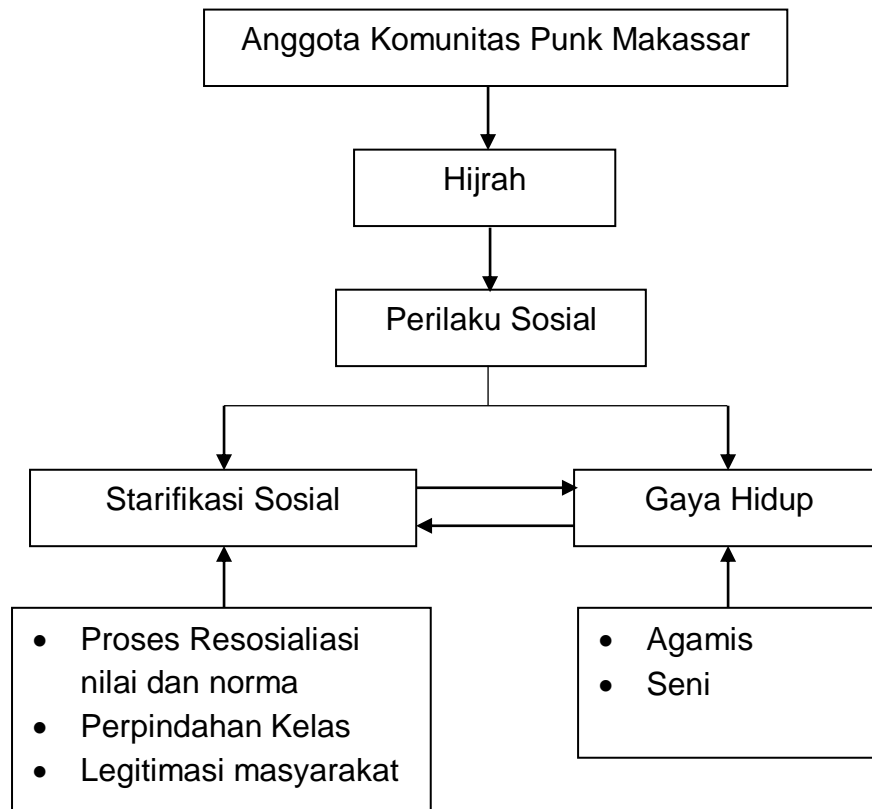 Anggota Komunitas Punk Makassar
Hijrah
Perilaku Sosial
Starifikasi Sosial
Gaya Hidup
• Proses Resosialiasi
nilai dan norma
• Perpindahan Kelas
• Legitimasi masyarakat
• Agamis
• Seni